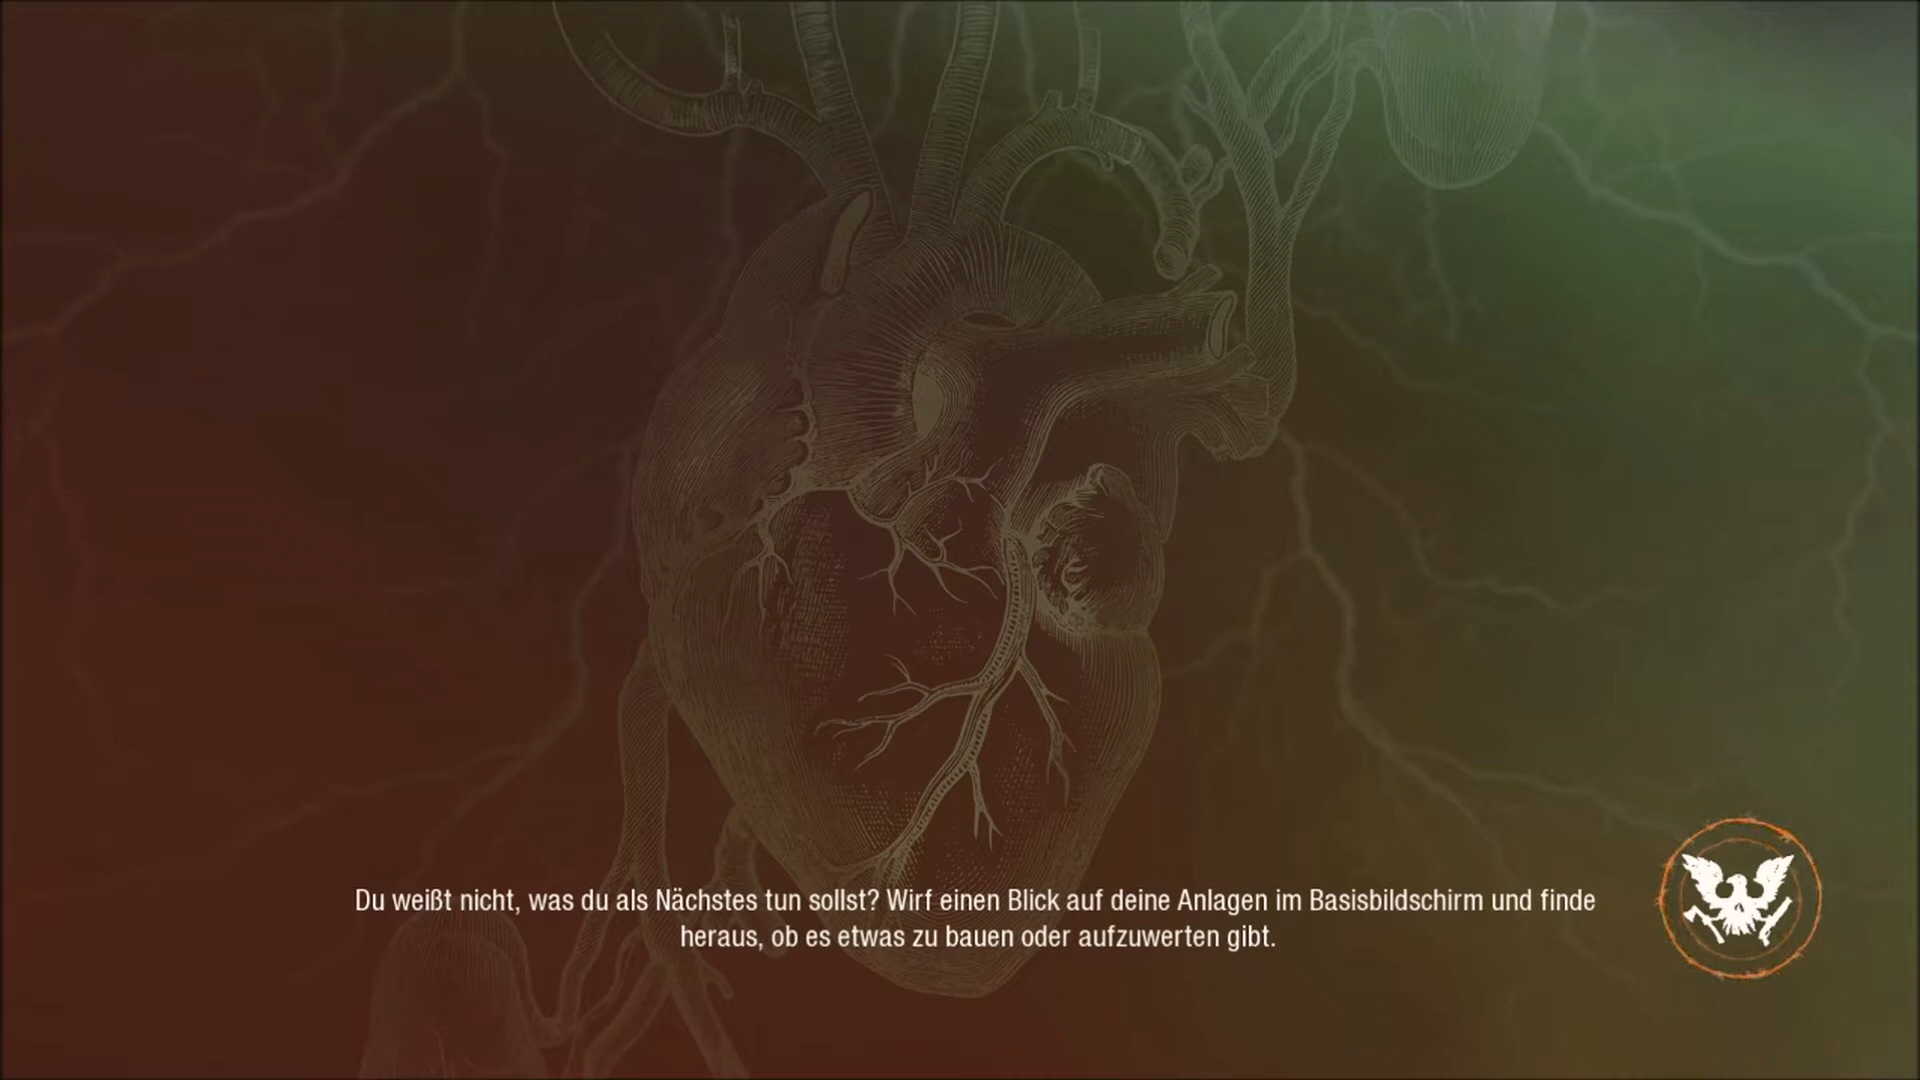 Du weißt nicht, was du als Nächstes tun sollst? Wirf einen Blick auf deine Anlagen im Basisbildschirm und finde
heraus, ob es etwas zu bauen oder aufzuwerten gibt.